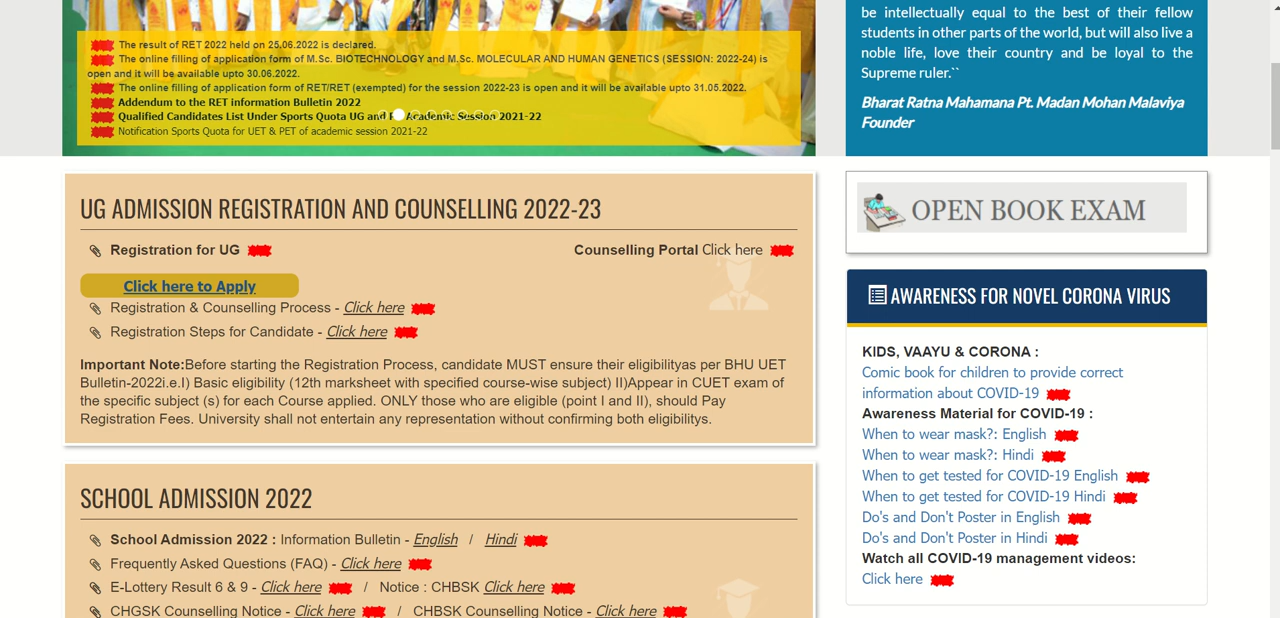 The result of RET 2022 held on 25.06.2022 is declared.
The online filling of application form of M.Sc. BIOTECHNOLOGY and M.Sc. MOLECULAR AND HUMAN GENETICS (SESSION: 2022-24) is
open and it will be available upto 30.06.2022.
The online filling of application form of RET/RET (exempted) for the session 2022-23 is open and it will be available upto 31.05.2022.
Addendum to the RET information Bulletin 2022
Qualified Candidates List Under Sports Quota UG and Academic Session 2021-22
Notification Sports Quota for UET & PET of academic session 2021-22
UG ADMISSION REGISTRATION AND COUNSELLING 2022-23
Registration for UG
Counselling Portal Click here
Click here to Apply
Registration & Counselling Process - Click here
Registration Steps for Candidate - Click here
Important Note:Before starting the Registration Process, candidate MUST ensure their eligibilityas per BHU UET
Bulletin-2022i.e.I) Basic eligibility (12th marksheet with specified course-wise subject) II)Appear in CUET exam of
the specific subject (s) for each Course applied. ONLY those who are eligible (point I and II), should Pay
Registration Fees. University shall not entertain any representation without confirming both eligibilitys.
SCHOOL ADMISSION 2022
School Admission 2022 : Information Bulletin - English / Hindi
Frequently Asked Questions (FAQ) - Click here
E-Lottery Result 6 & 9 - Click here / Notice : CHBSK Click here
CHGSK Counselling Notice - Click here / CHBSK Counselling Notice - Click here
be intellectually equal to the best of their fellow
students in other parts of the world, but will also live a
noble life, love their country and be loyal to the
Supreme ruler.``
Bharat Ratna Mahamana Pt. Madan Mohan Malaviya
Founder
OPEN BOOK EXAM
AWARENESS FOR NOVEL CORONA VIRUS
KIDS, VAAYU & CORONA :
Comic book for children to provide correct
information about COVID-19
Awareness Material for COVID-19 :
When to wear mask?: English
When to wear mask?: Hindi
When to get tested for COVID-19 English
When to get tested for COVID-19 Hindi
Do's and Don't Poster in English
Do's and Don't Poster in Hindi
Watch all COVID-19 management videos:
Click here